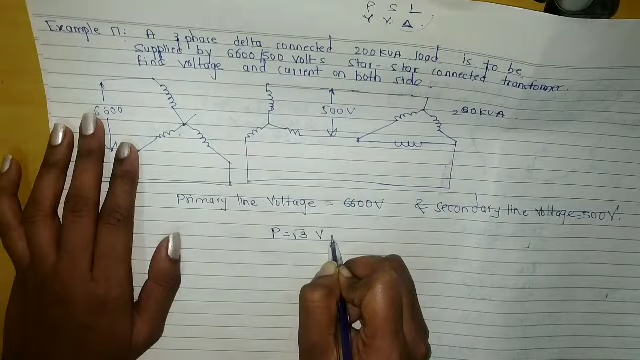 P S L
Y Y Δ
Example 17: A 3 phase delta connected 200KVA load is to be
supplied by 6600/500 volts star-star connected transformer.
Find voltage and current on both side.
6600
500V
200KVA
Primary line Voltage = 6600V & secondary line voltage=500V.
P=√3 V